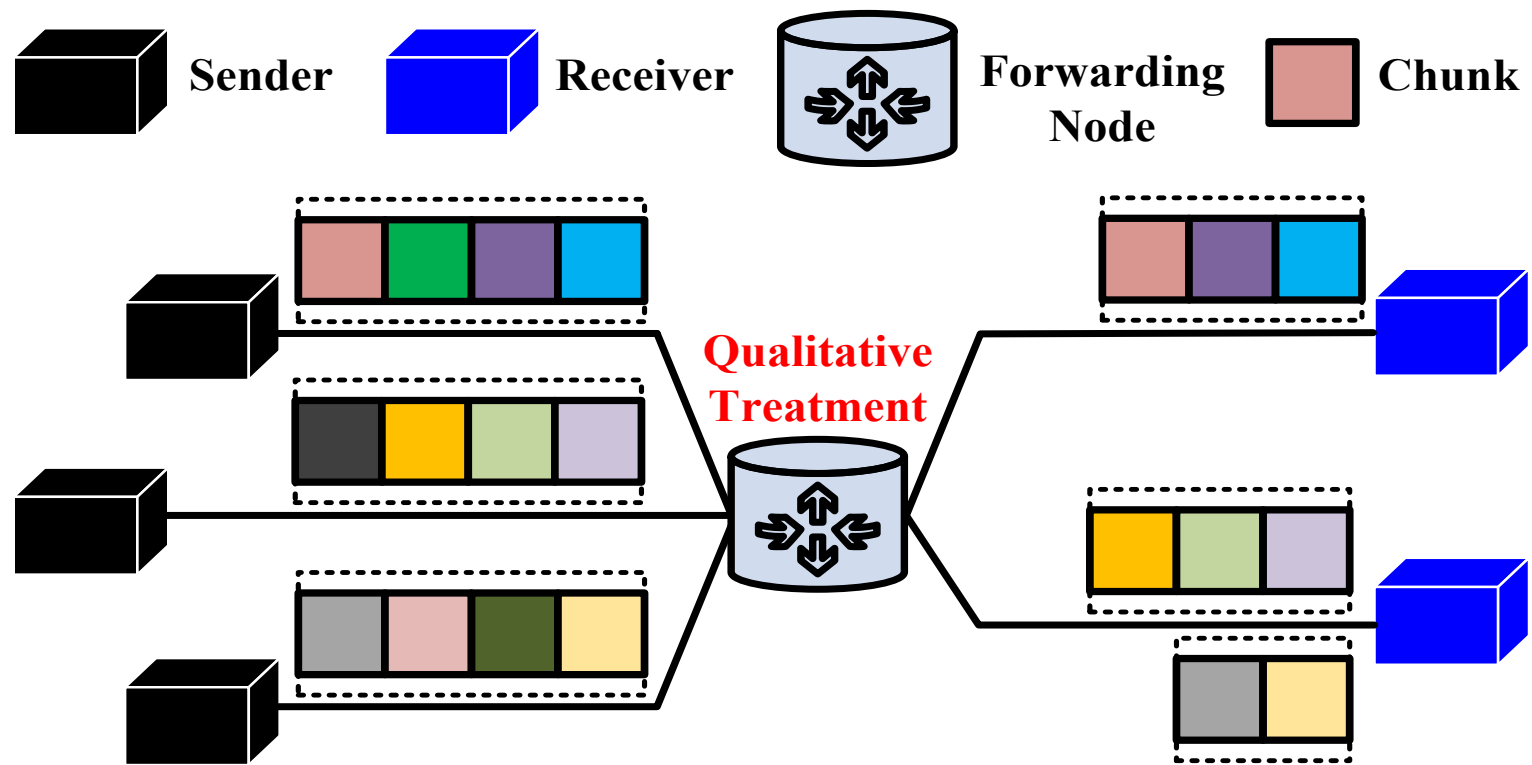 Sender
Receiver
Forwarding
Node
Chunk
Qualitative
Treatment